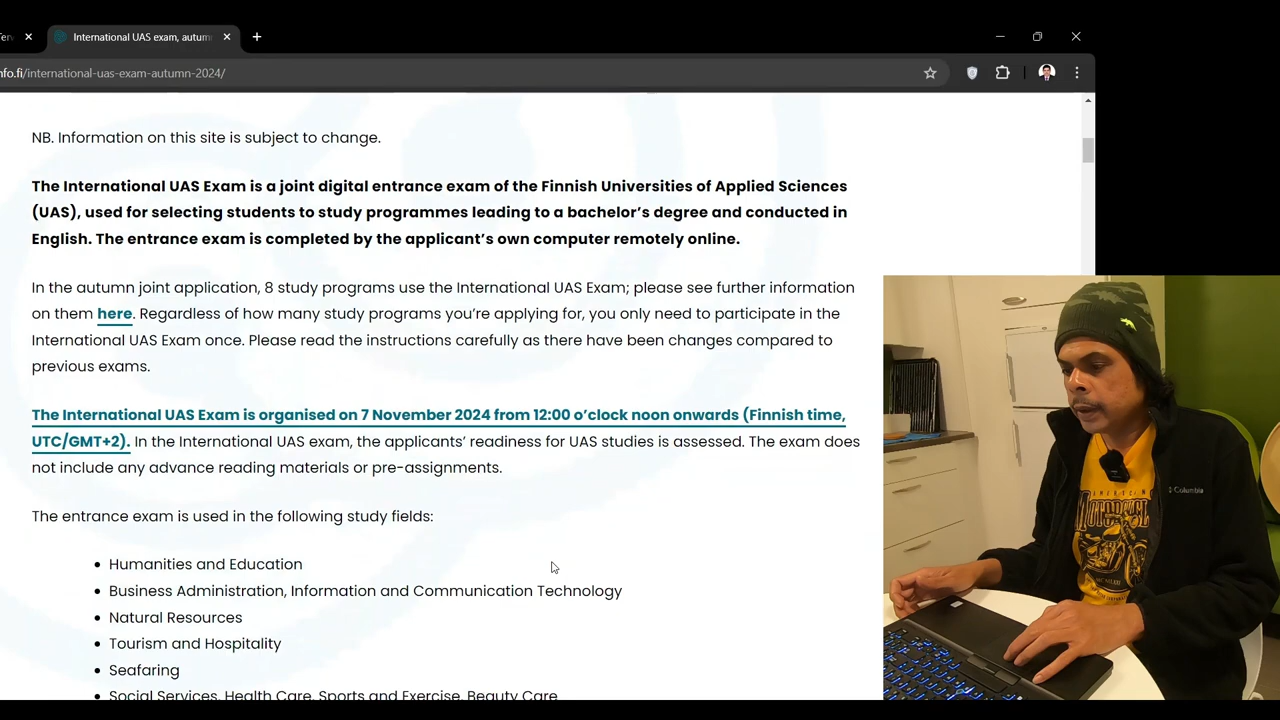 International UAS exam, autum
nfo.fi/international-uas-exam-autumn-2024/
NB. Information on this site is subject to change.
The International UAS Exam is a joint digital entrance exam of the Finnish Universities of Applied Sciences
(UAS), used for selecting students to study programmes leading to a bachelor's degree and conducted in
English. The entrance exam is completed by the applicant's own computer remotely online.
In the autumn joint application, 8 study programs use the International UAS Exam; please see further information
on them here. Regardless of how many study programs you're applying for, you only need to participate in the
International UAS Exam once. Please read the instructions carefully as there have been changes compared to
previous exams.
The International UAS Exam is organised on 7 November 2024 from 12:00 o'clock noon onwards (Finnish time,
UTC/GMT+2). In the International UAS exam, the applicants' readiness for UAS studies is assessed. The exam does
not include any advance reading materials or pre-assignments.
The entrance exam is used in the following study fields:
• Humanities and Education
• Business Administration, Information and Communication Technology
• Natural Resources
• Tourism and Hospitality
• Seafaring
• Social Services, Health Care, Sports and Exercise, Beauty Care
Columbia
AMERICAN
MOTORCYCLE